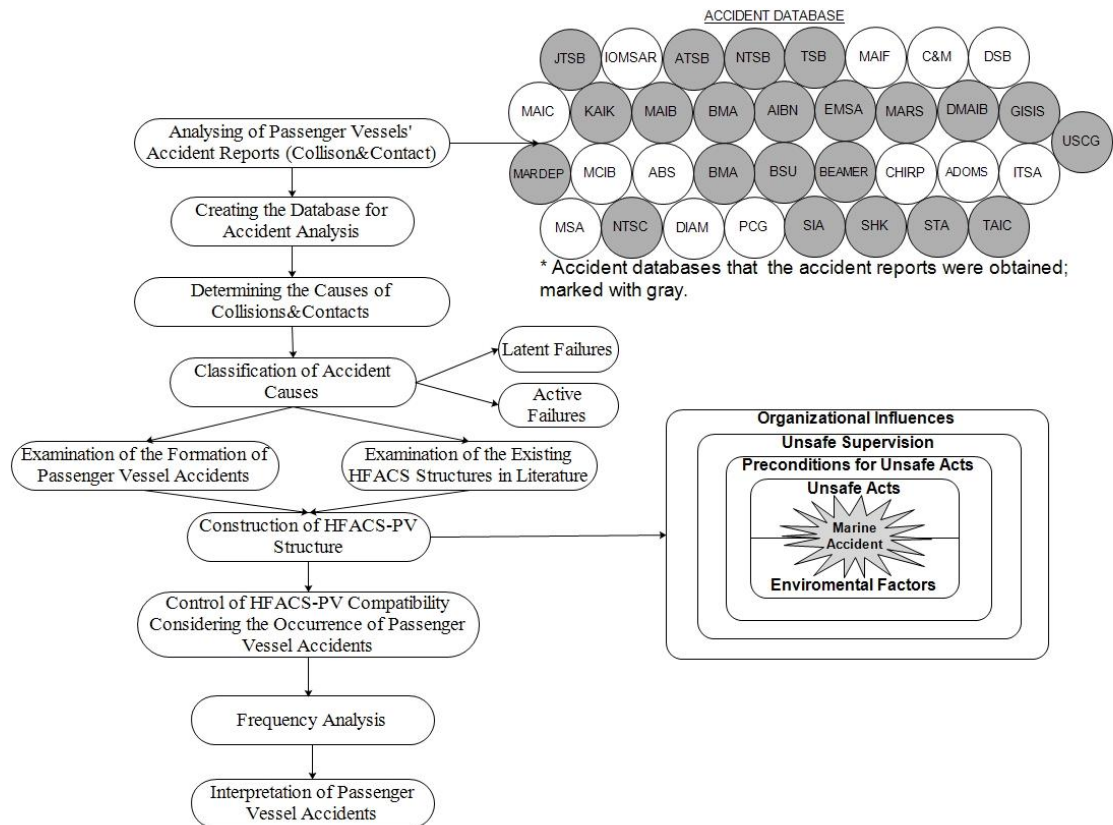 ACCIDENT DATABASE
JTSB IOMSAR ATSB NTSB TSB MAIF C&M DSB
MAIC KAIK MAIB BMA AIBN EMSA MARS DMAIB GISIS
USCG
MARDEP MCIB ABS BMA BSU BEAMER CHIRP ADOMS ITSA
MSA NTSC DIAM PCG SIA SHK STA TAIC
* Accident databases that the accident reports were obtained;
marked with gray.
Analysing of Passenger Vessels'
Accident Reports (Collison&Contact)
Creating the Database for
Accident Analysis
Determining the Causes of
Collisions&Contacts
Classification of Accident
Causes
Latent Failures
Active
Failures
Examination of the Formation of
Passenger Vessel Accidents
Examination of the Existing
HFACS Structures in Literature
Construction of HFACS-PV
Structure
Organizational Influences
Unsafe Supervision
Preconditions for Unsafe Acts
Unsafe Acts
Marine
Accident
Enviromental Factors
Control of HFACS-PV Compatibility
Considering the Occurrence of Passenger
Vessel Accidents
Frequency Analysis
Interpretation of Passenger
Vessel Accidents